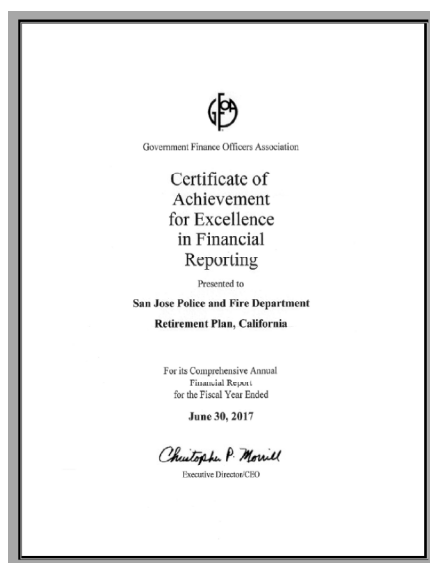 GFOA
Government Finance Officers Association
Certificate of
Achievement
for Excellence
in Financial
Reporting
Presented to
San Jose Police and Fire Department
Retirement Plan, California
For its Comprehensive Annual
Financial Report
for the Fiscal Year Ended
June 30, 2017
Christopher P. Morrill
Executive Director/CEO